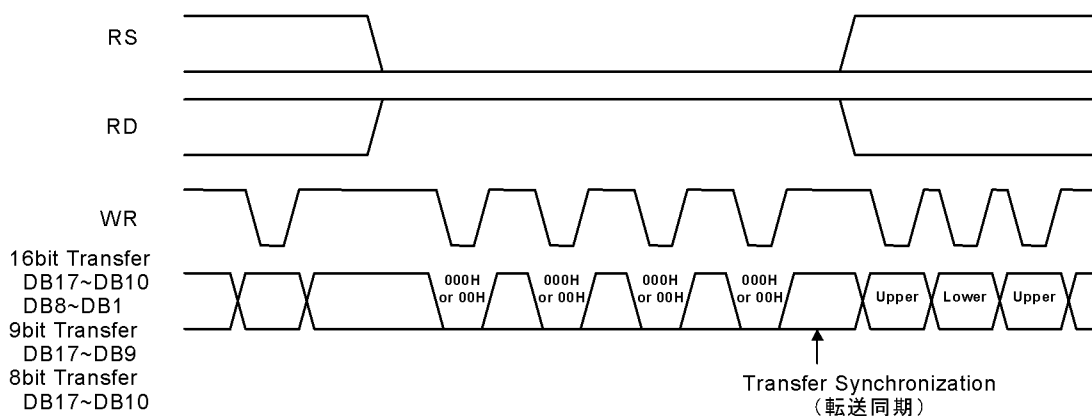 RS
RD
WR
16bit Transfer
DB17~DB10
DB8~DB1
9bit Transfer
DB17~DB9
8bit Transfer
DB17~DB10
000H
or 00H
000H
or 00H
000H
or 00H
000H
or 00H
Upper
Lower
Upper
Transfer Synchronization
(転送同期)